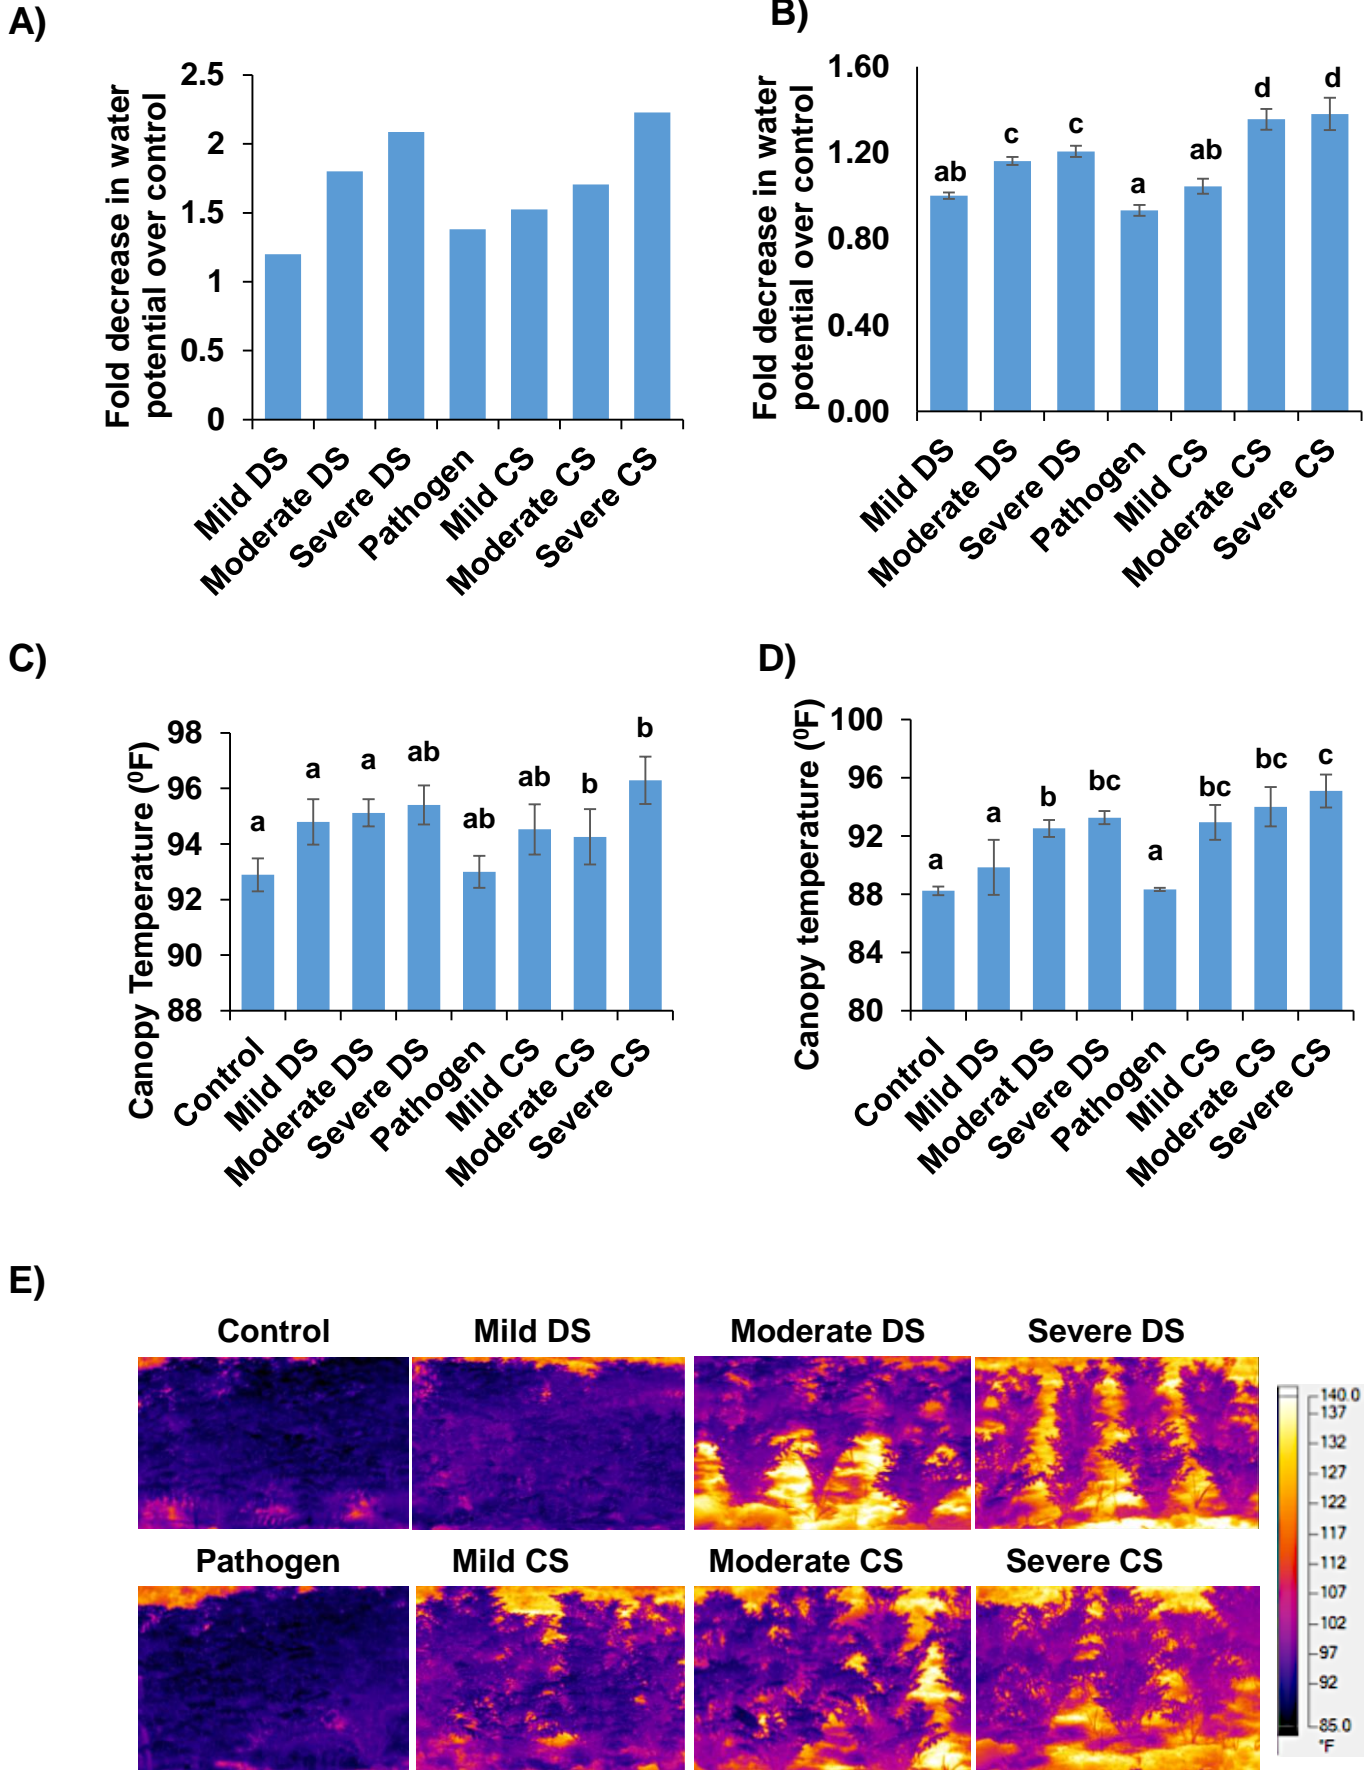 A)
Fold decrease in water
potential over control
2.5
2
1.5
1
0.5
0
Mild DS
Moderate DS
Severe DS
Pathogen
Mild CS
Moderate CS
Severe CS
B)
Fold decrease in water
potential over control
1.60
1.20
0.80
0.40
0.00
ab
c
c
a
ab
d
d
Mild DS
Moderate DS
Severe DS
Pathogen
Mild CS
Moderate CS
Severe CS
C)
Canopy Temperature (⁰F)
98
96
94
92
90
88
a
a
a
ab
ab
ab
b
b
Control
Mild DS
Moderate DS
Severe DS
Pathogen
Mild CS
Moderate CS
Severe CS
D)
Canopy temperature (⁰F)
100
96
92
88
84
80
a
a
b
bc
a
bc
bc
c
Control
Mild DS
Moderat DS
Severe DS
Pathogen
Mild CS
Moderate CS
Severe CS
E)
Control
Mild DS
Moderate DS
Severe DS
Pathogen
Mild CS
Moderate CS
Severe CS
140.0
137
132
127
122
117
112
107
102
97
92
85.0
°F